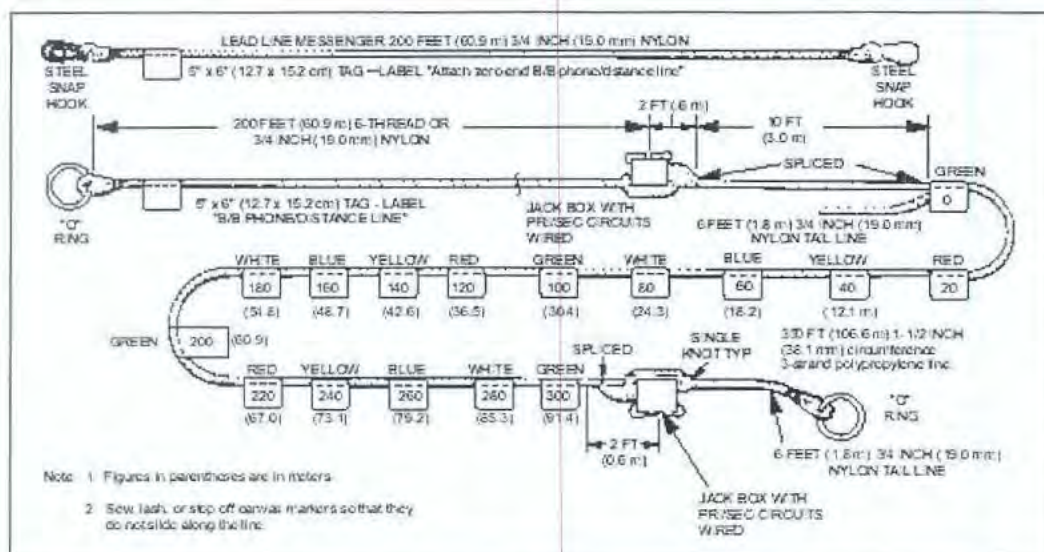 LEAD LINE MESSENGER 200 FEET (60.9 m) 3/4 INCH (19.0 mm) NYLON
STEEL
SNAP
HOOK
5" x 6" (12.7 x 15.2 cm) TAG - LABEL "Attach zero end B/B phone/distance line"
STEEL
SNAP
HOOK
2 FT (.6 m)
200 FEET (60.9 m) 6-THREAD OR
3/4 INCH (19.0 mm) NYLON
10 FT
(3.0 m)
SPLICED
GREEN
0
"O"
RING
5" x 6" (12.7 x 15.2 cm) TAG - LABEL
"B/B PHONE/DISTANCE LINE"
JACK BOX WITH
PRI/SEC CIRCUITS
WIRED
6 FEET (1.8 m) 3/4 INCH (19.0 mm)
NYLON TAIL LINE
WHITE BLUE YELLOW RED GREEN WHITE BLUE YELLOW RED
180 160 140 120 100 80 60 40 20
(54.8) (48.7) (42.6) (36.5) (30.4) (24.3) (18.2) (12.1 m)
GREEN 200 (60.9)
350 FT (106.6 m) 1-1/2 INCH
(38.1 mm) circumference
3-strand polypropylene line.
SPLICED
SINGLE
KNOT TYP
RED YELLOW BLUE WHITE GREEN
220 240 260 280 300
(67.0) (73.1) (79.2) (85.3) (91.4)
"O"
RING
2 FT
(0.6 m)
6 FEET (1.8 m) 3/4 INCH (19.0 mm)
NYLON TAIL LINE
JACK BOX WITH
PRI/SEC CIRCUITS
WIRED
Note 1 Figures in parentheses are in meters
2 Sew, lash, or stop off canvas markers so that they
do not slide along the line